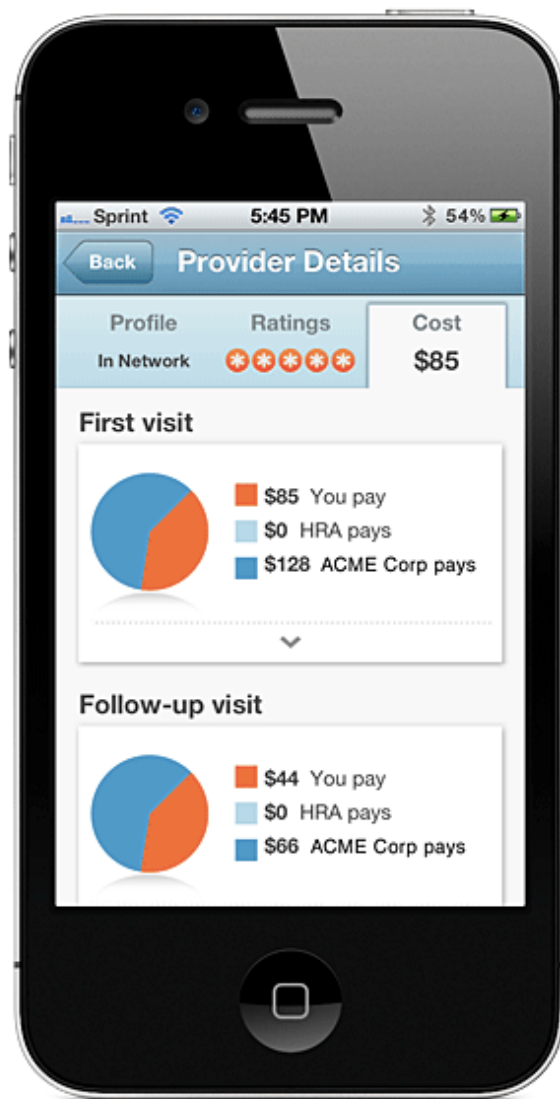 Sprint 5:45 PM 54%
Back Provider Details
Profile Ratings Cost
In Network $85
First visit
$85 You pay
$0 HRA pays
$128 ACME Corp pays
Follow-up visit
$44 You pay
$0 HRA pays
$66 ACME Corp pays